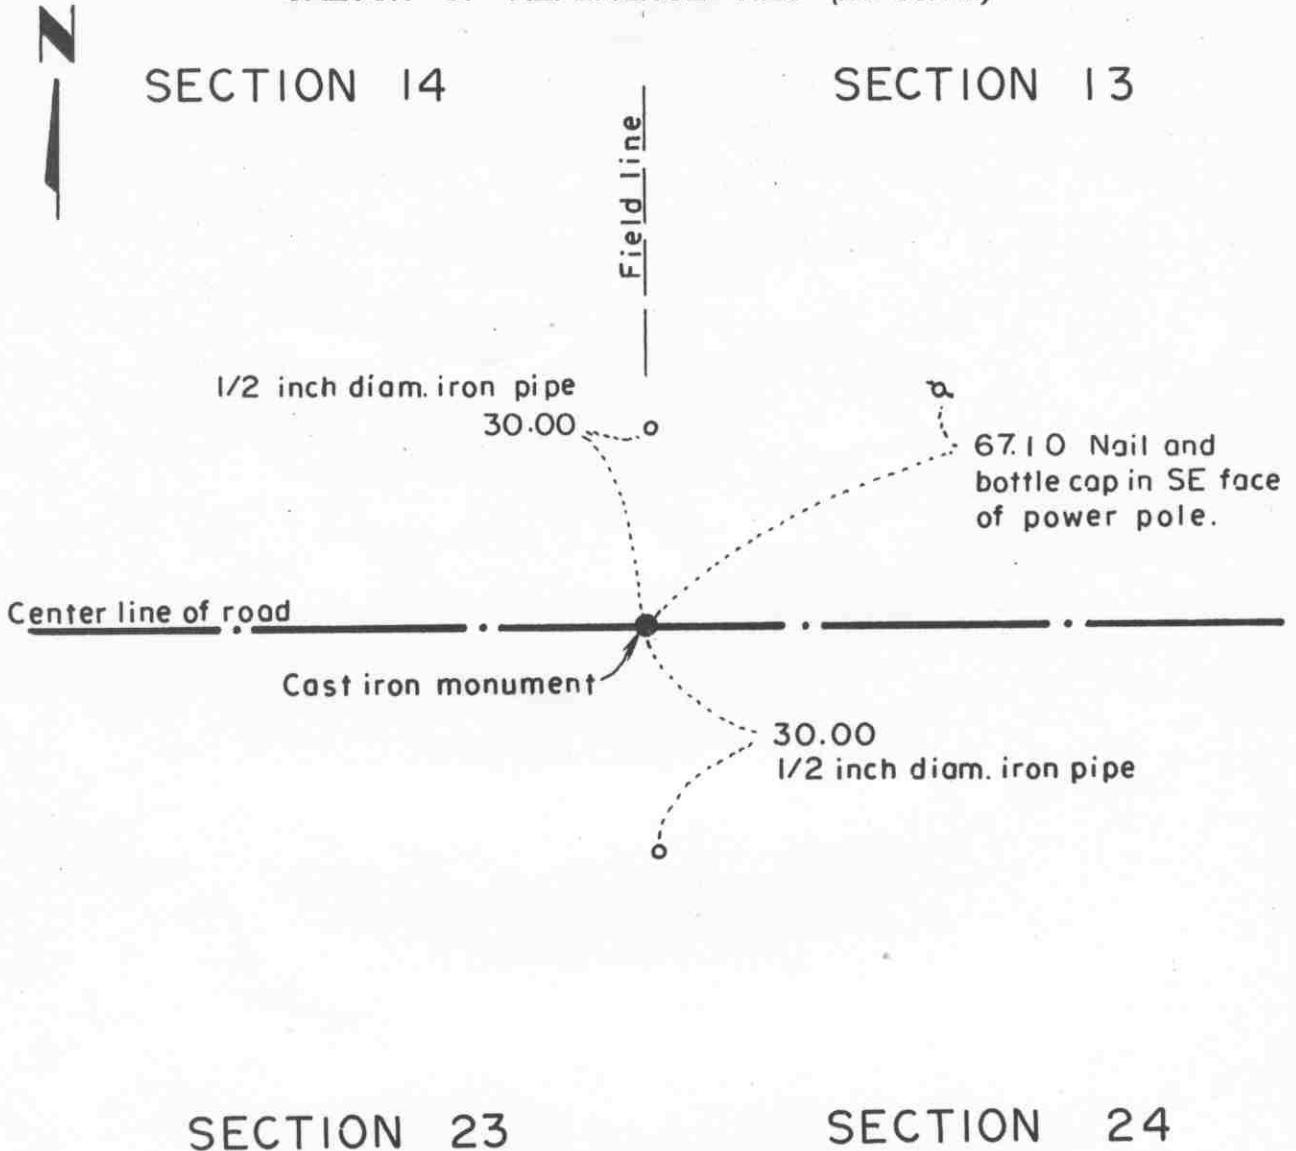 N
SECTION 14
SECTION 13
Field line
1/2 inch diam. iron pipe
30.00
67.10 Nail and
bottle cap in SE face
of power pole.
Center line of road
Cast iron monument
30.00
1/2 inch diam. iron pipe
SECTION 23
SECTION 24